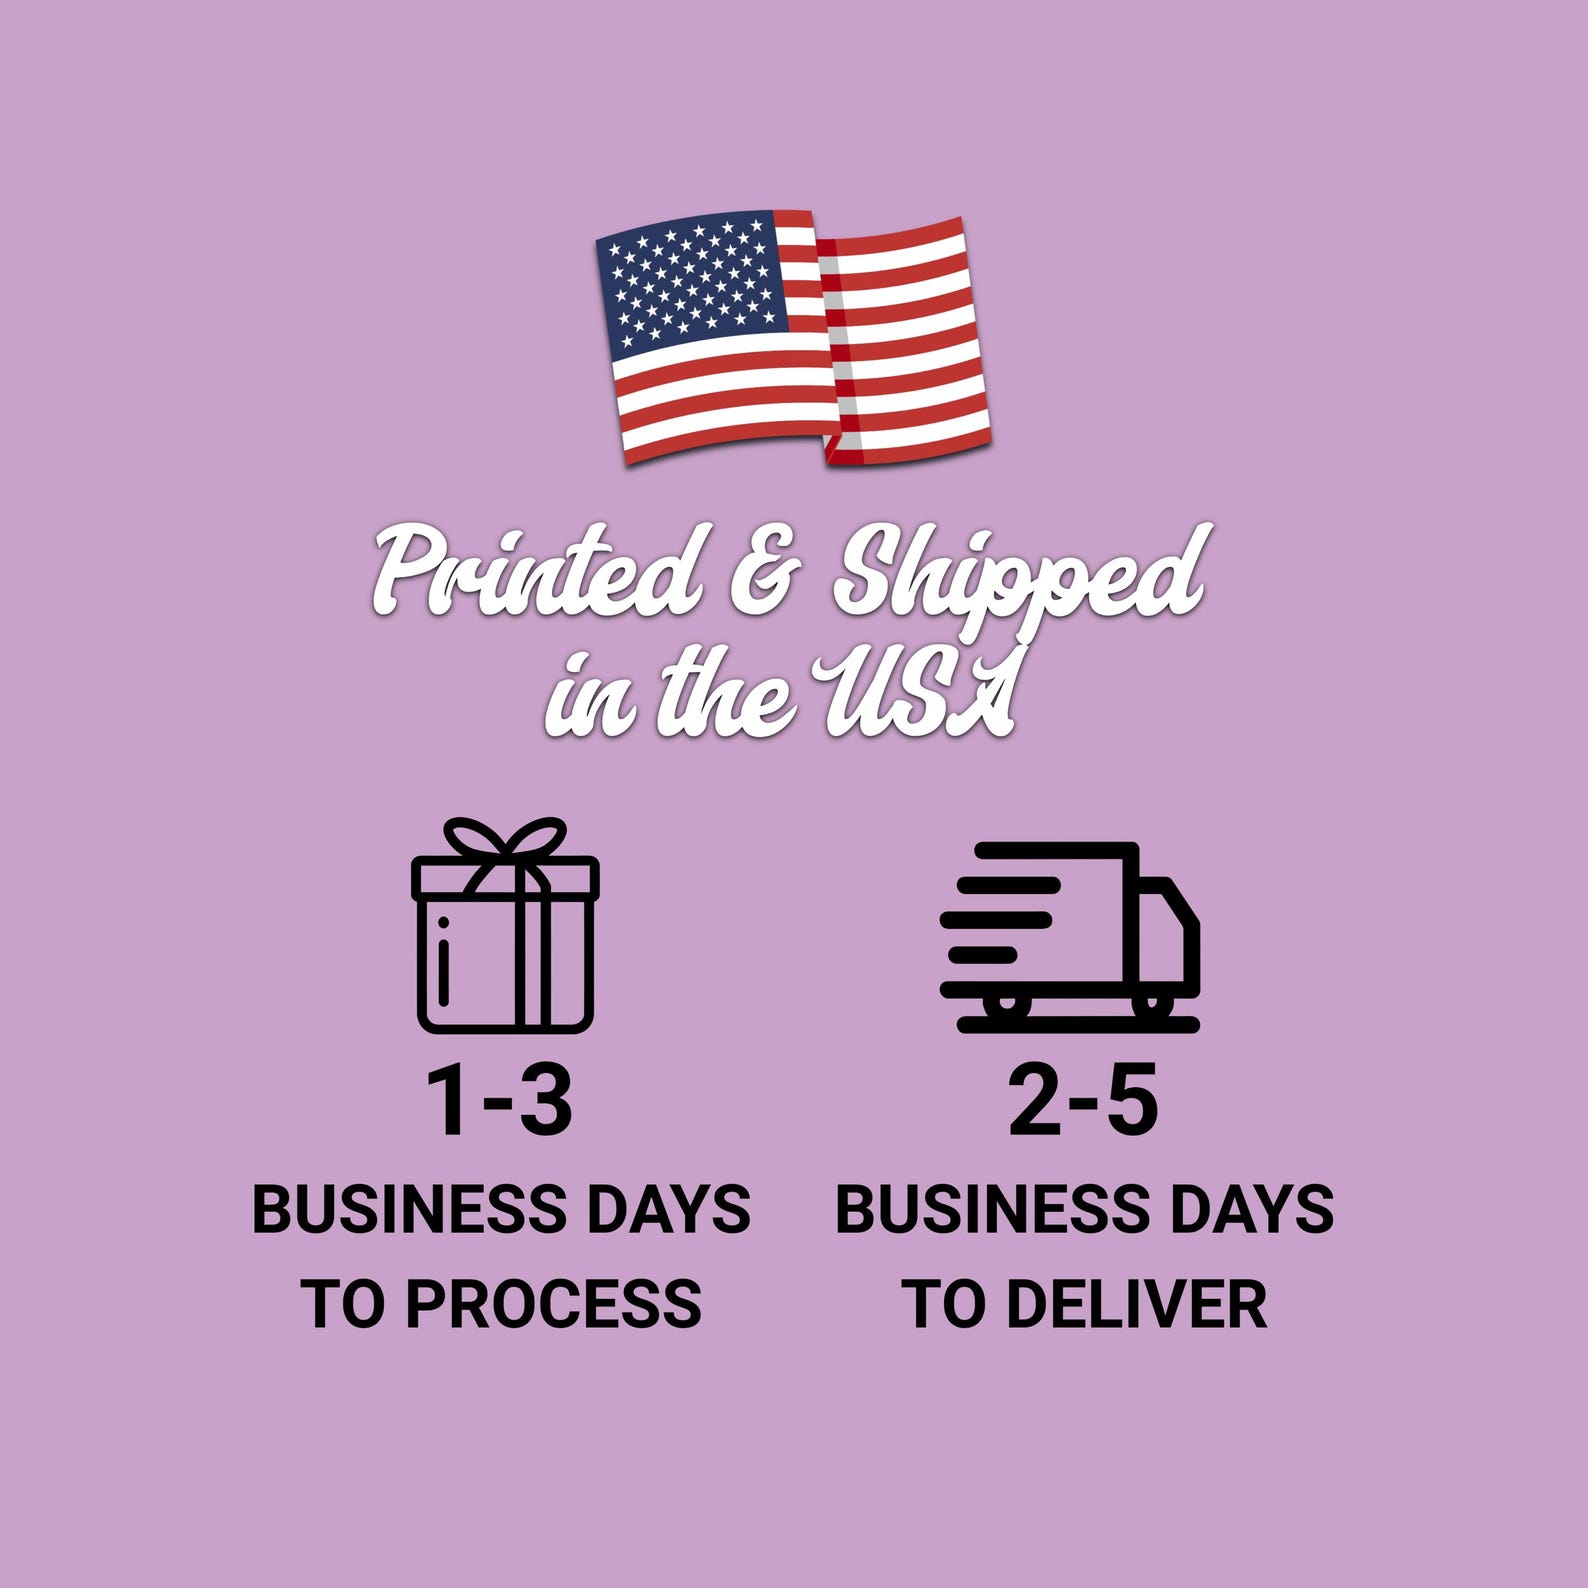 Printed & Shipped
in the USA
1-3
BUSINESS DAYS
TO PROCESS
2-5
BUSINESS DAYS
TO DELIVER